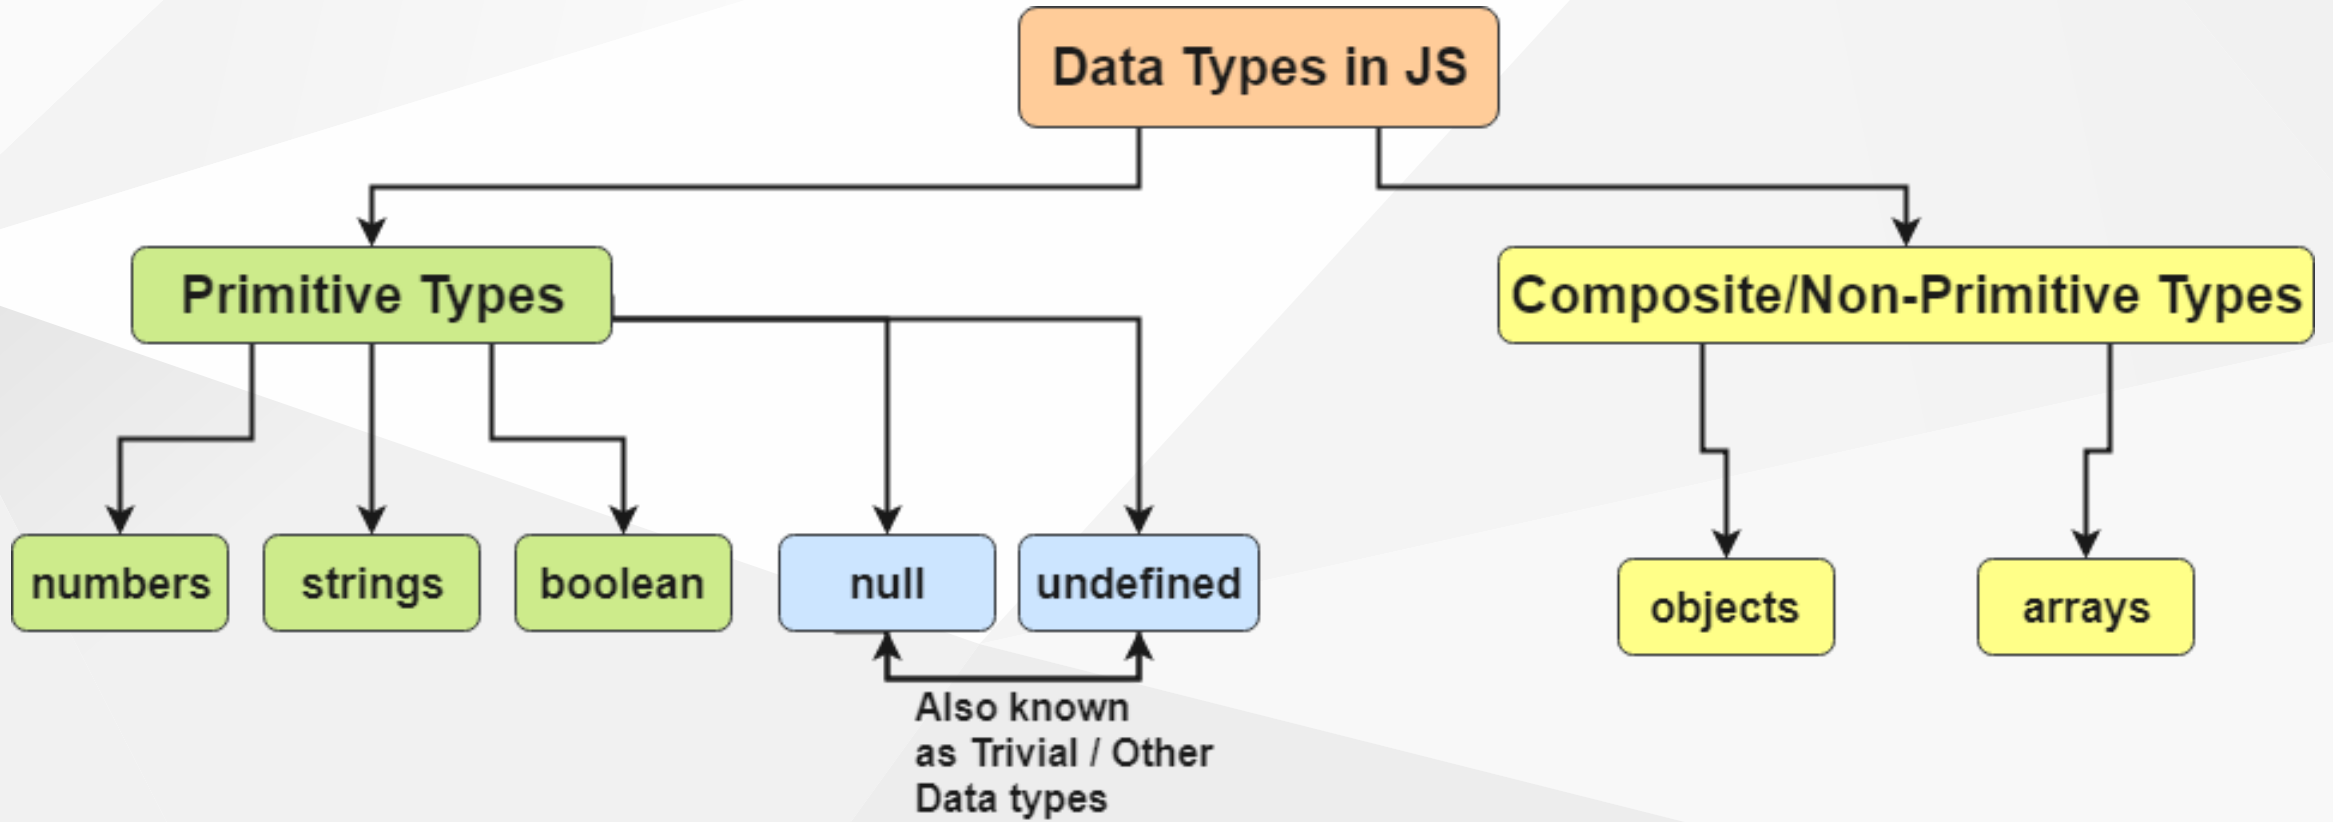 Data Types in JS
Primitive Types
Composite/Non-Primitive Types
numbers
strings
boolean
null
undefined
objects
arrays
Also known
as Trivial / Other
Data types